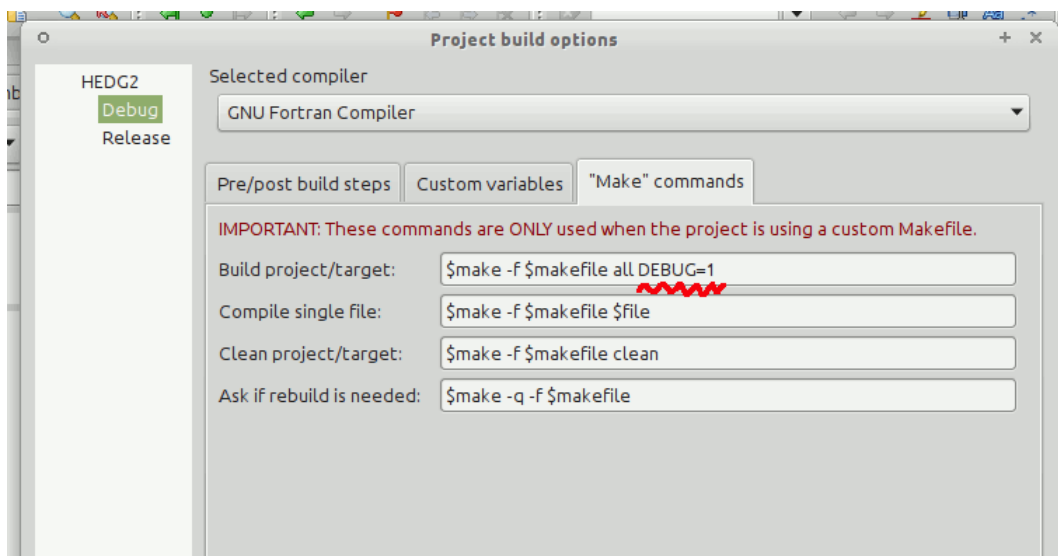 Project build options
HEDG2
Debug
Release
Selected compiler
GNU Fortran Compiler
Pre/post build steps
Custom variables
"Make" commands
IMPORTANT: These commands are ONLY used when the project is using a custom Makefile.
Build project/target: $make -f $makefile all DEBUG=1
Compile single file: $make -f $makefile $file
Clean project/target: $make -f $makefile clean
Ask if rebuild is needed: $make -q -f $makefile